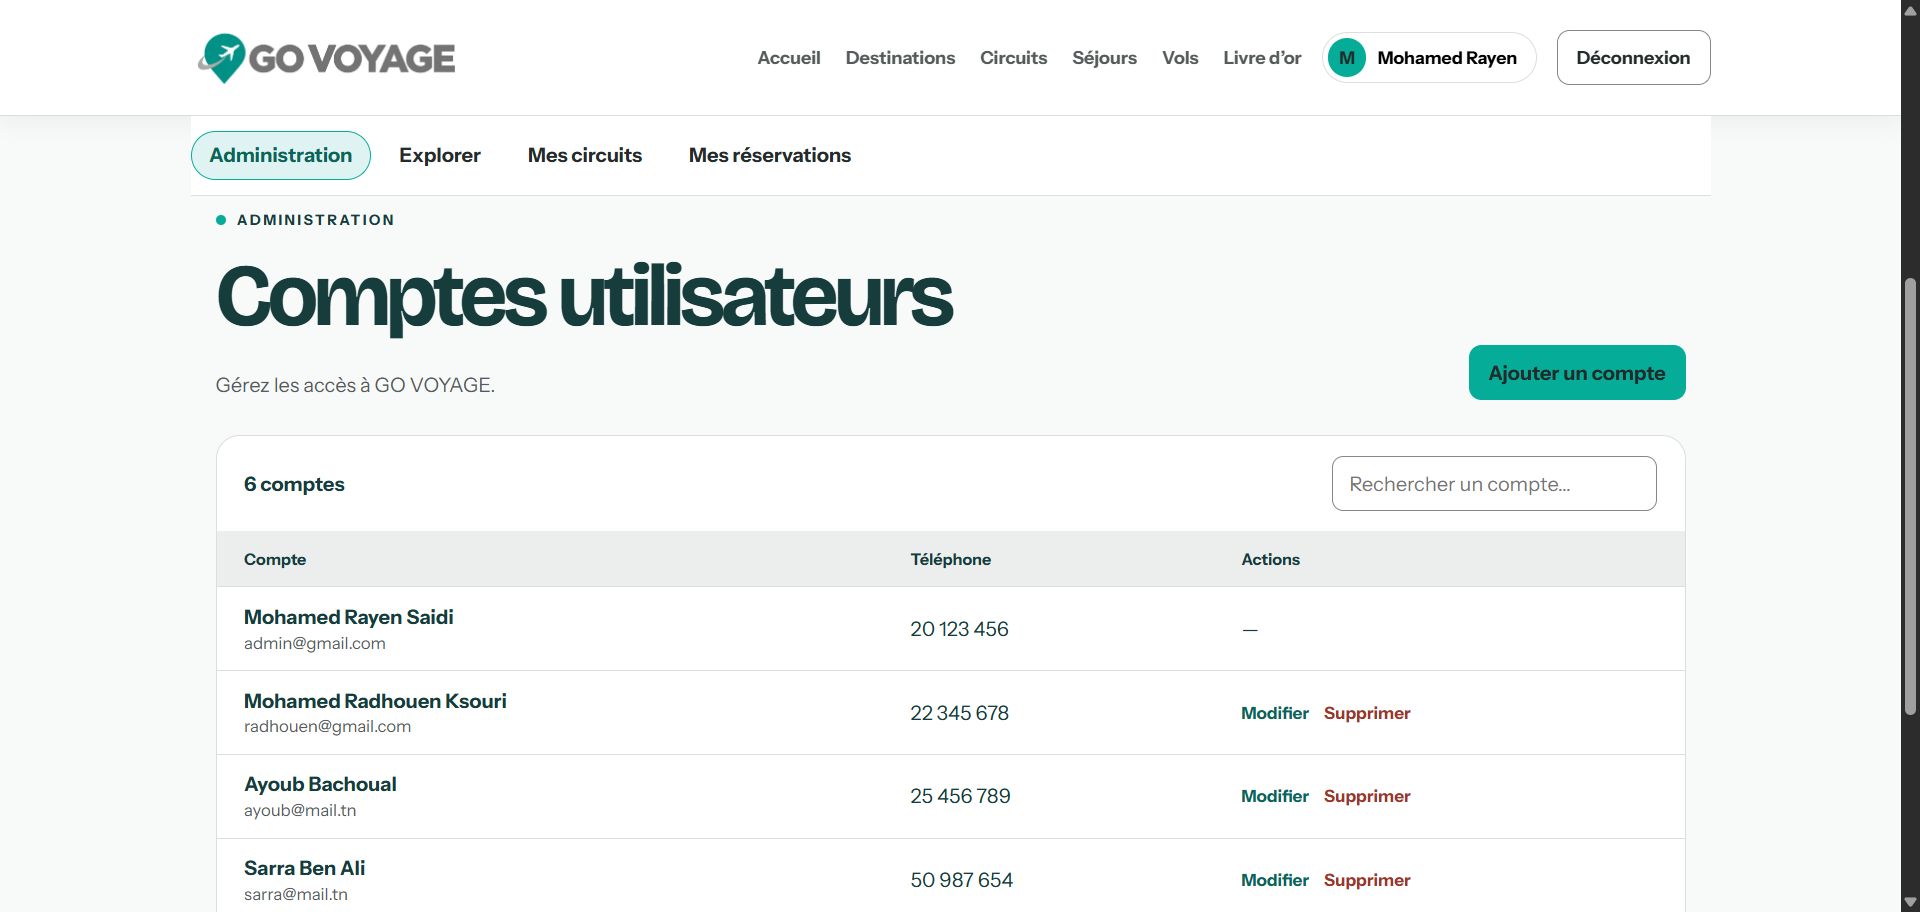 GO VOYAGE
Accueil Destinations Circuits Séjours Vols Livre d’or M Mohamed Rayen Déconnexion
Administration Explorer Mes circuits Mes réservations
ADMINISTRATION
Comptes utilisateurs
Gérez les accès à GO VOYAGE.
Ajouter un compte
6 comptes
Rechercher un compte...
Compte Téléphone Actions
Mohamed Rayen Saidi
admin@gmail.com
20 123 456 —
Mohamed Radhouen Ksouri
radhouen@gmail.com
22 345 678 Modifier Supprimer
Ayoub Bachoual
ayoub@mail.tn
25 456 789 Modifier Supprimer
Sarra Ben Ali
sarra@mail.tn
50 987 654 Modifier Supprimer